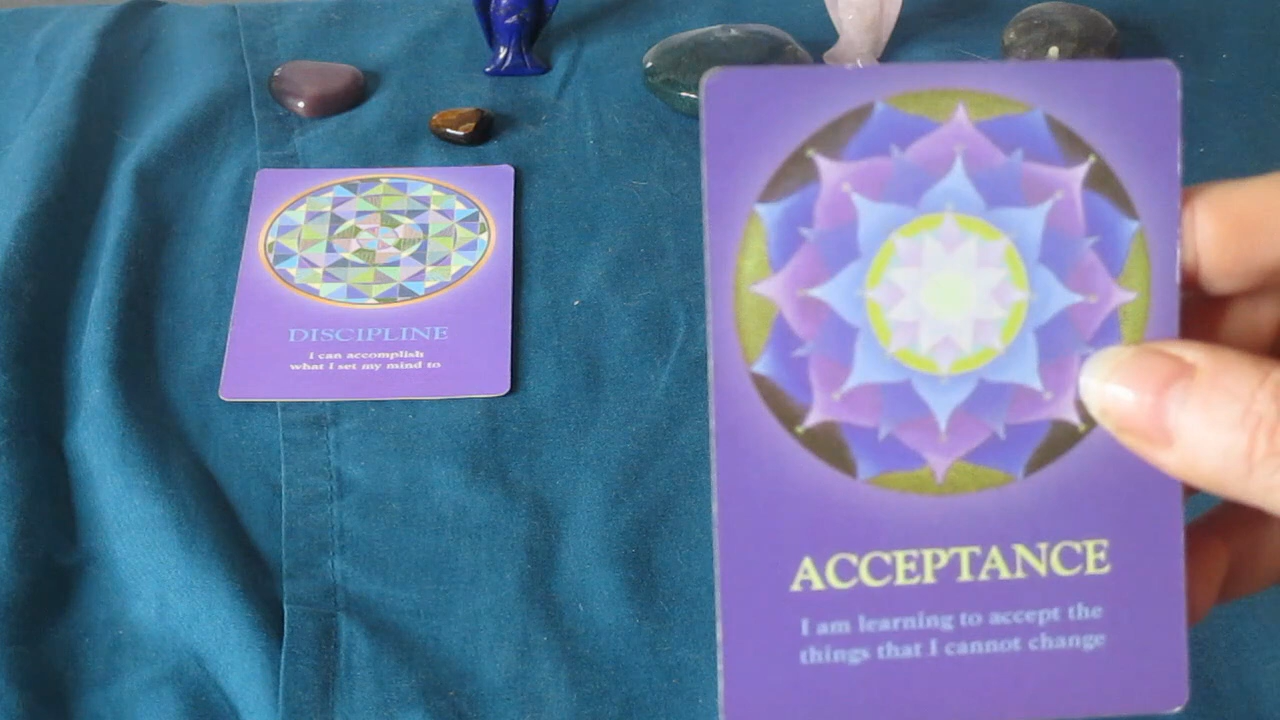 DISCIPLINE
I can accomplish
what I set my mind to
ACCEPTANCE
I am learning to accept the
things that I cannot change